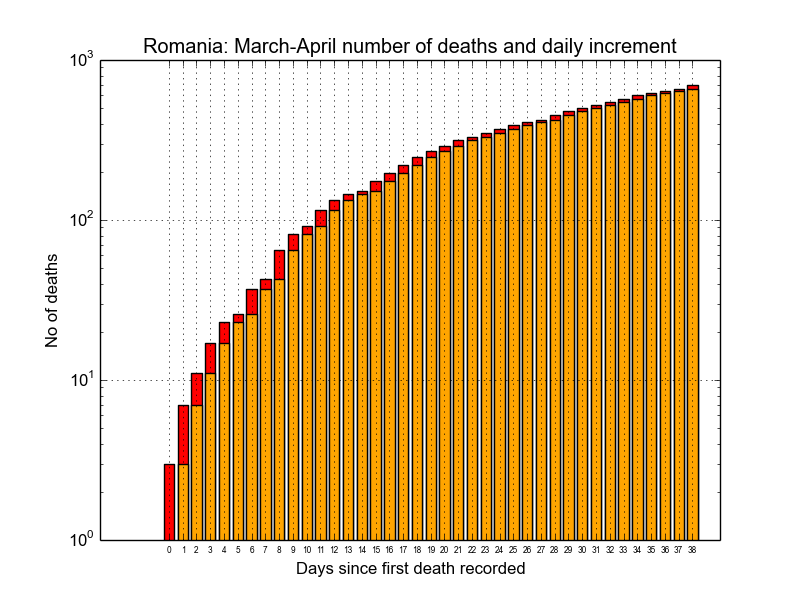 Romania: March-April number of deaths and daily increment
10³
10²
10¹
10⁰
No of deaths
0 1 2 3 4 5 6 7 8 9 10 11 12 13 14 15 16 17 18 19 20 21 22 23 24 25 26 27 28 29 30 31 32 33 34 35 36 37 38
Days since first death recorded